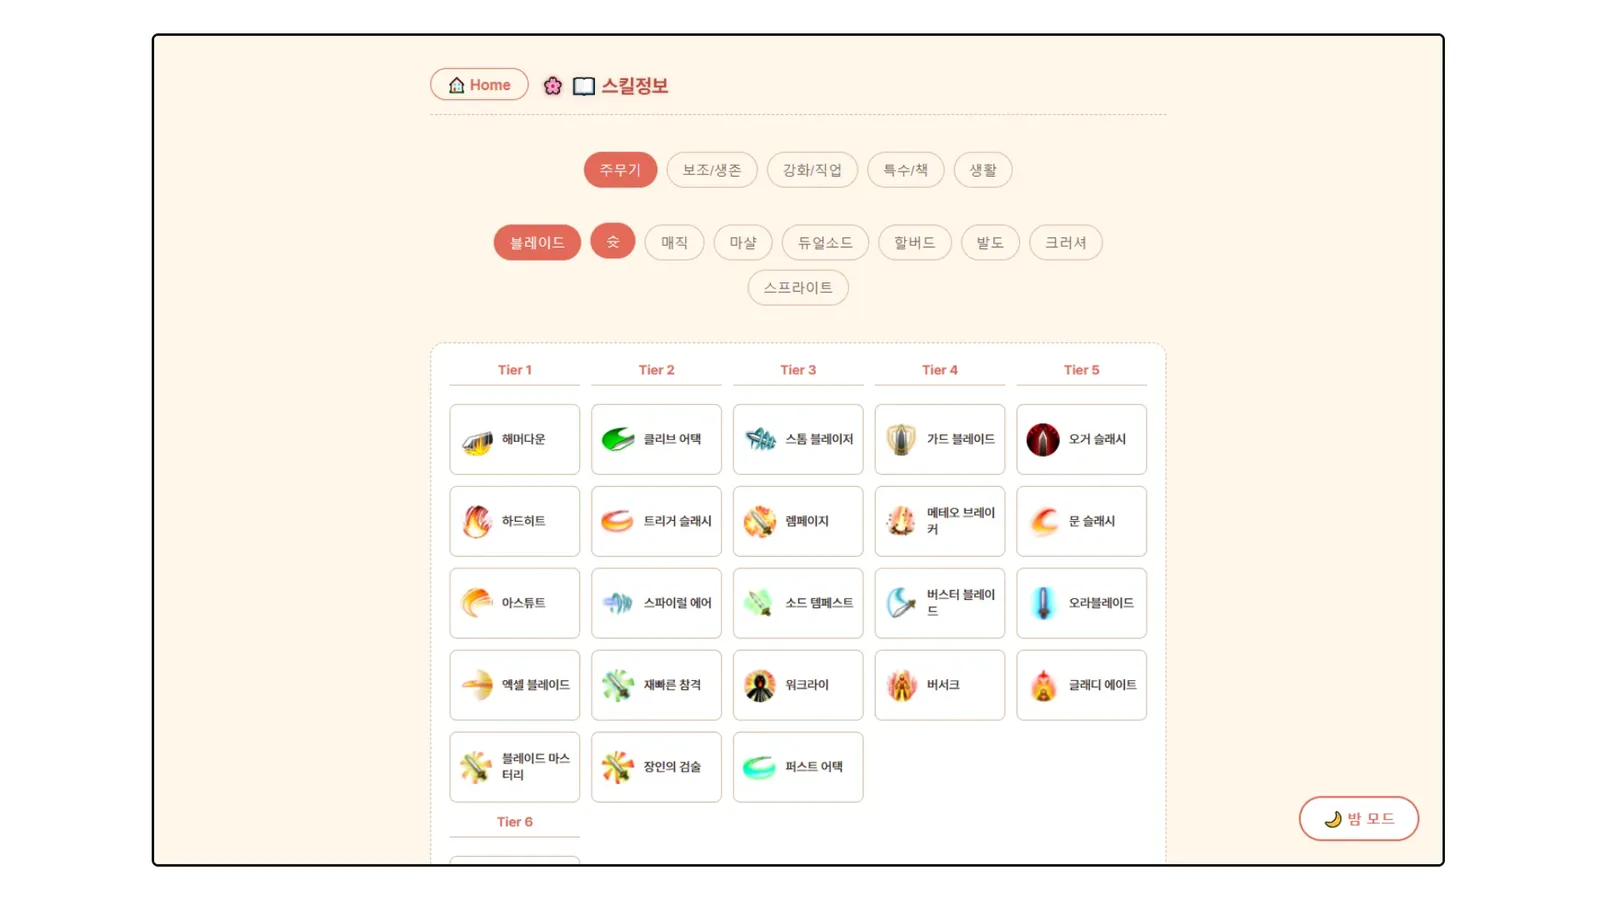 Home 스킬정보
주무기 보조/생존 강화/직업 특수/책 생활
블레이드 슛 매직 마샬 듀얼소드 할버드 발도 크러셔
스프라이트
Tier 1 Tier 2 Tier 3 Tier 4 Tier 5
해머다운 클리브 어택 스톰 블레이저 가드 블레이드 오거 슬래시
하드히트 트리거 슬래시 렘페이지 메테오 브레이
커 문 슬래시
아스튜트 스파이럴 에어 소드 템페스트 버스터 블레이
드 오라블레이드
엑셀 블레이드 재빠른 참격 워크라이 버서크 글래디 에이트
블레이드 마스
터리 장인의 검술 퍼스트 어택
Tier 6
밤 모드